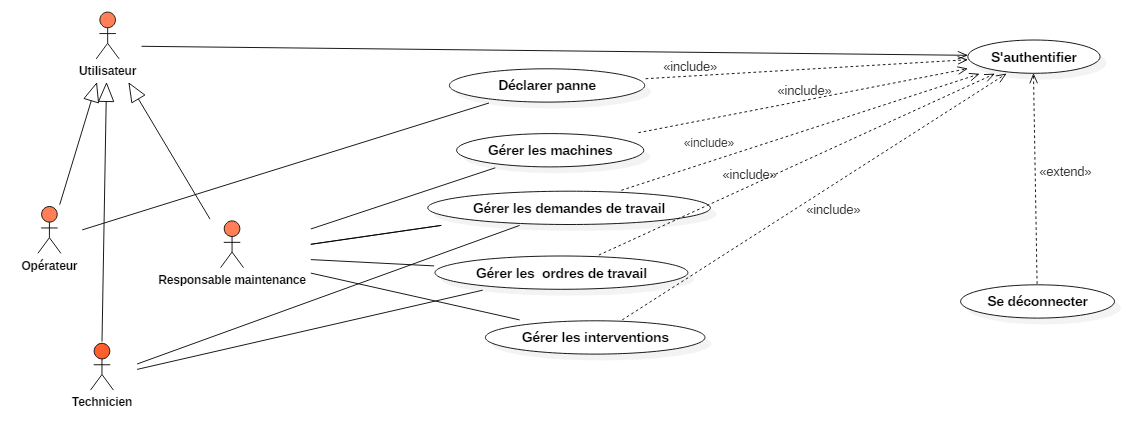 Utilisateur
S'authentifier
«include»
Déclarer panne
«include»
Gérer les machines
«include»
«include»
«extend»
Gérer les demandes de travail
«include»
Opérateur
Responsable maintenance
Gérer les  ordres de travail
Se déconnecter
Gérer les interventions
Technicien